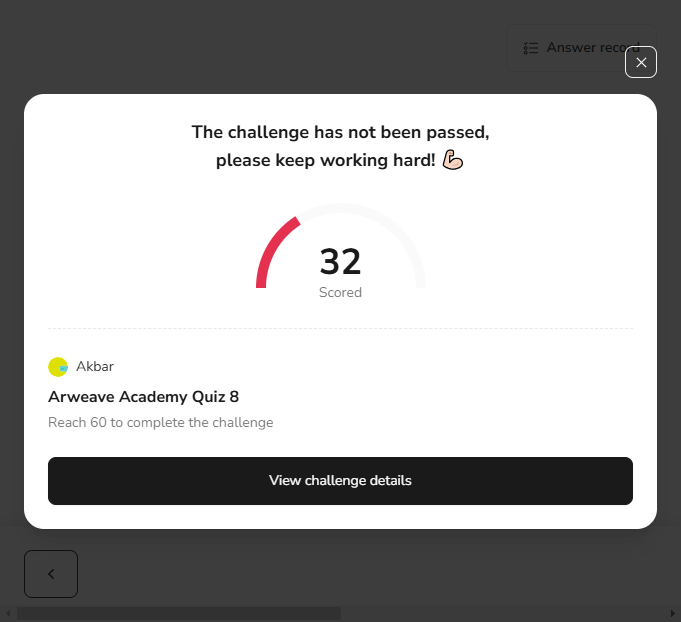 Answer record
The challenge has not been passed,
please keep working hard! 💪🏻
32
Scored
Akbar
Arweave Academy Quiz 8
Reach 60 to complete the challenge
View challenge details